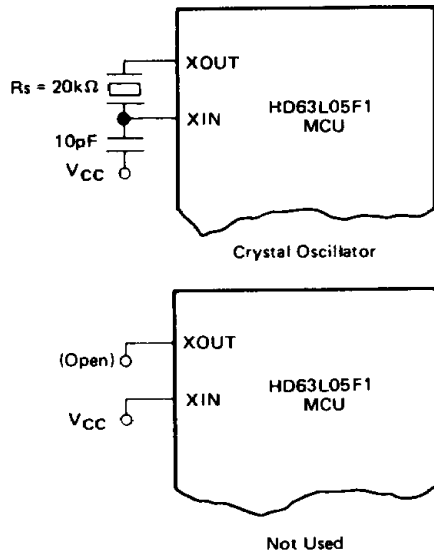 XOUT
Rs = 20kΩ
HD63L05F1
MCU
XIN
10pF
VCC
Crystal Oscillator
XOUT
(Open)
HD63L05F1
MCU
XIN
VCC
Not Used